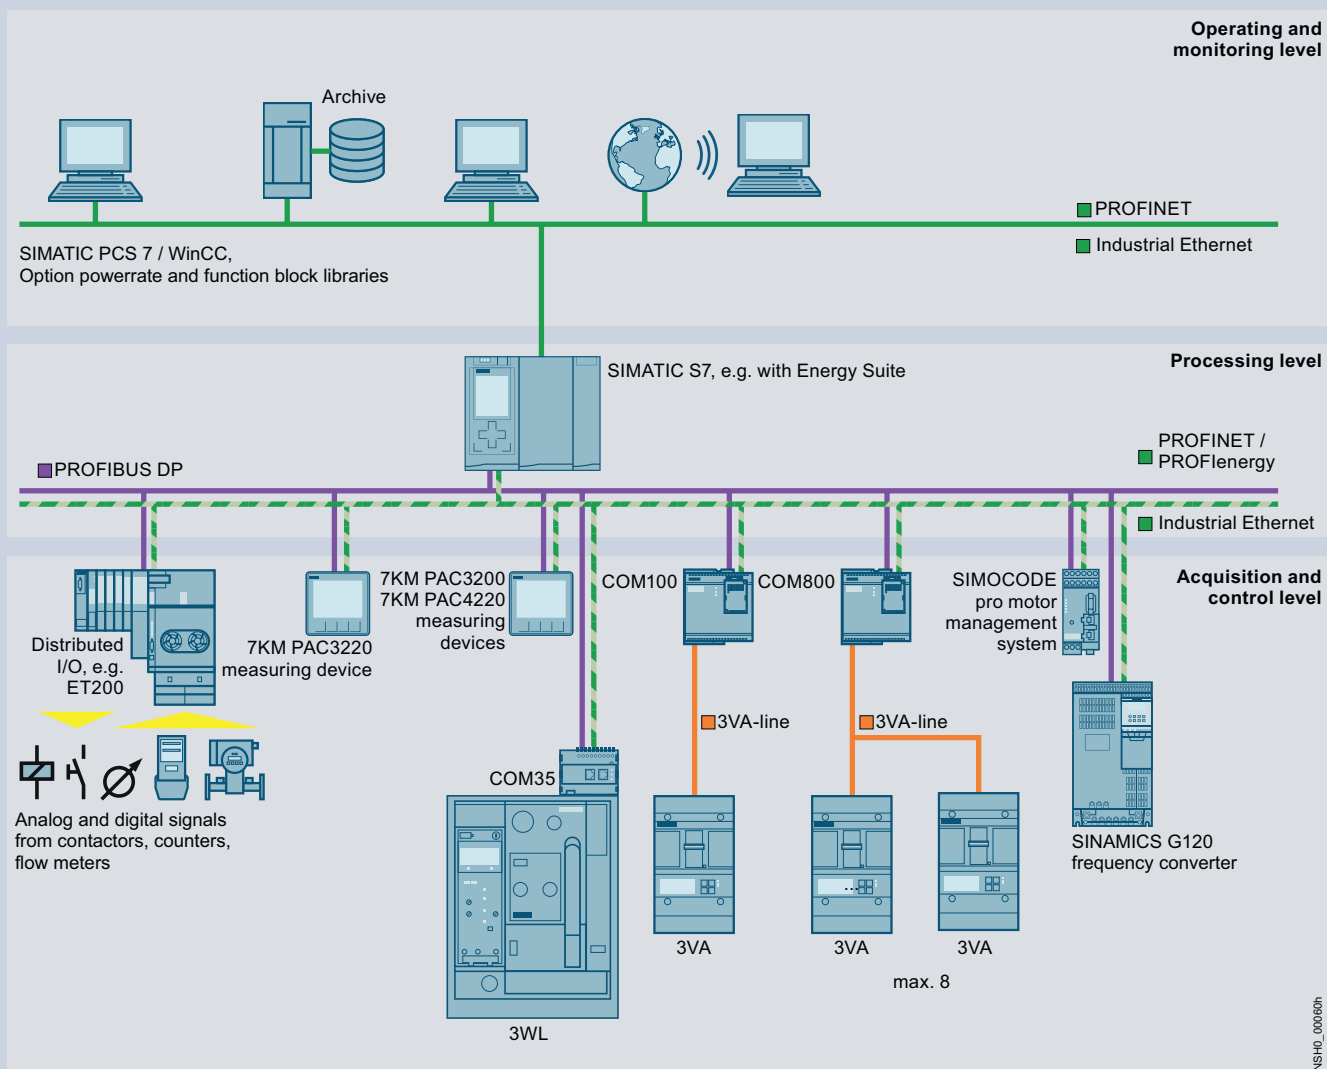 Operating and
monitoring level
Archive
PROFINET
Industrial Ethernet
SIMATIC PCS 7 / WinCC,
Option powerrate and function block libraries
Processing level
SIMATIC S7, e.g. with Energy Suite
PROFIBUS DP
PROFINET /
PROFIenergy
Industrial Ethernet
Acquisition and
control level
Distributed
I/O, e.g.
ET200
7KM PAC3220
measuring device
7KM PAC3200
7KM PAC4220
measuring
devices
COM100
COM800
SIMOCODE
pro motor
management
system
3VA-line
3VA-line
COM35
Analog and digital signals
from contactors, counters,
flow meters
SINAMICS G120
frequency converter
3VA
3VA
3VA
max. 8
3WL
NSH0_00060h